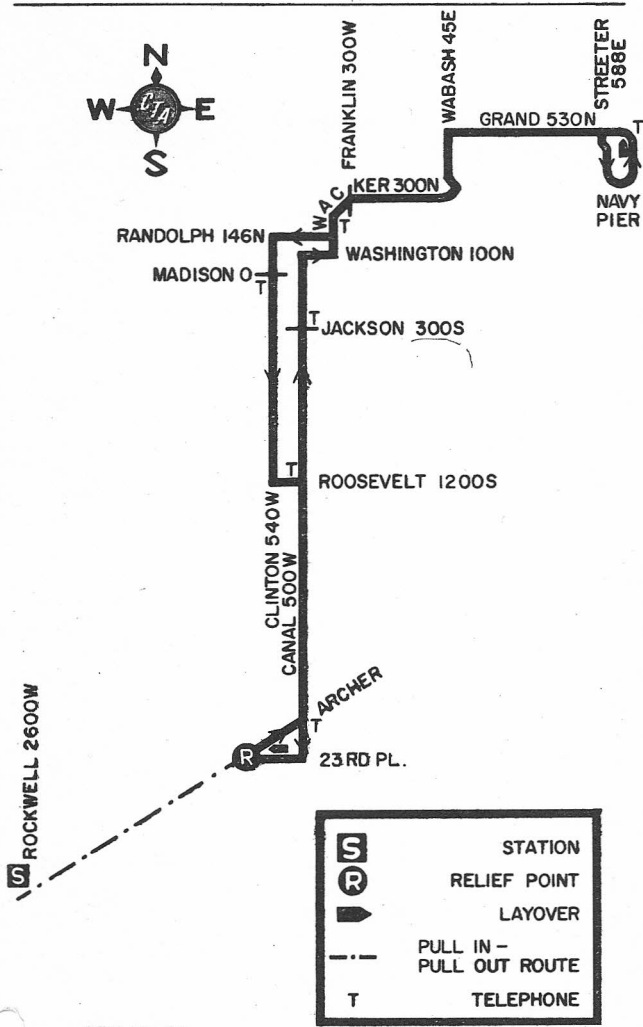 N
W CTA E
S
FRANKLIN 300W
WABASH 45E
STREETER
588E
GRAND 530N
T
NAVY
PIER
WACKER 300N
T
RANDOLPH 146N
WASHINGTON 100N
MADISON 0
T
T
JACKSON 300S
T
ROOSEVELT 1200S
CLINTON 540W
CANAL 500W
ARCHER
T
R
23RD PL.
ROCKWELL 2600W
S
S STATION
R RELIEF POINT
LAYOVER
PULL IN -
PULL OUT ROUTE
T TELEPHONE